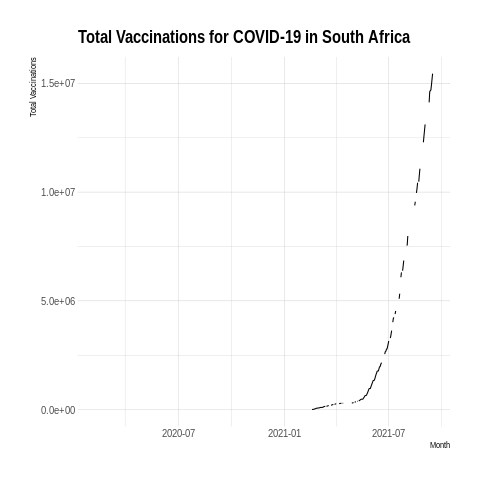 Total Vaccinations for COVID-19 in South Africa
Total Vaccinations
1.5e+07
1.0e+07
5.0e+06
0.0e+00
2020-07
2021-01
2021-07
Month